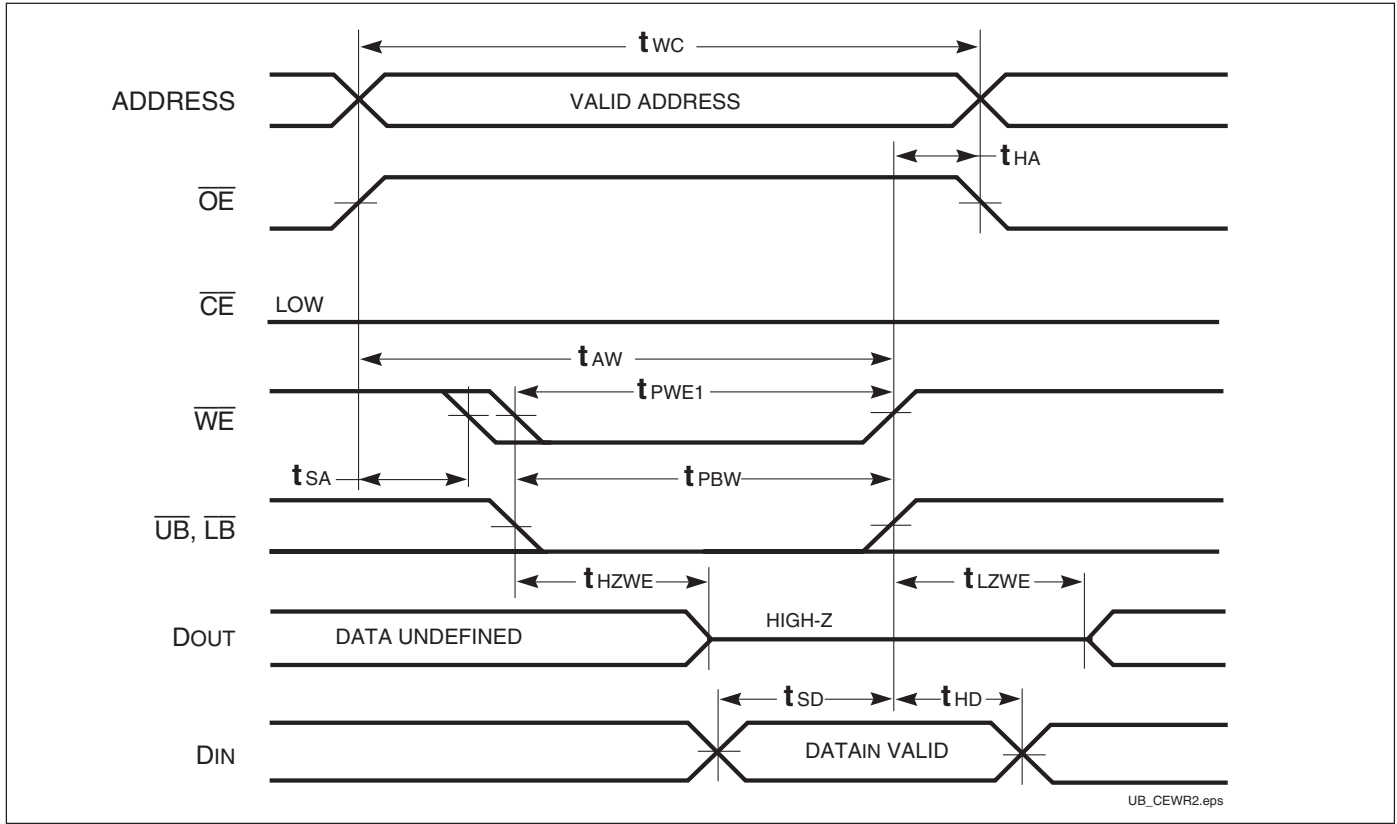 tWC
ADDRESS VALID ADDRESS
tHA
OE
CE LOW
tAW
tPWE1
WE
tSA tPBW
UB, LB
tHZWE tLZWE
HIGH-Z
DOUT DATA UNDEFINED
tSD tHD
DIN DATAIN VALID
UB_CEWR2.eps